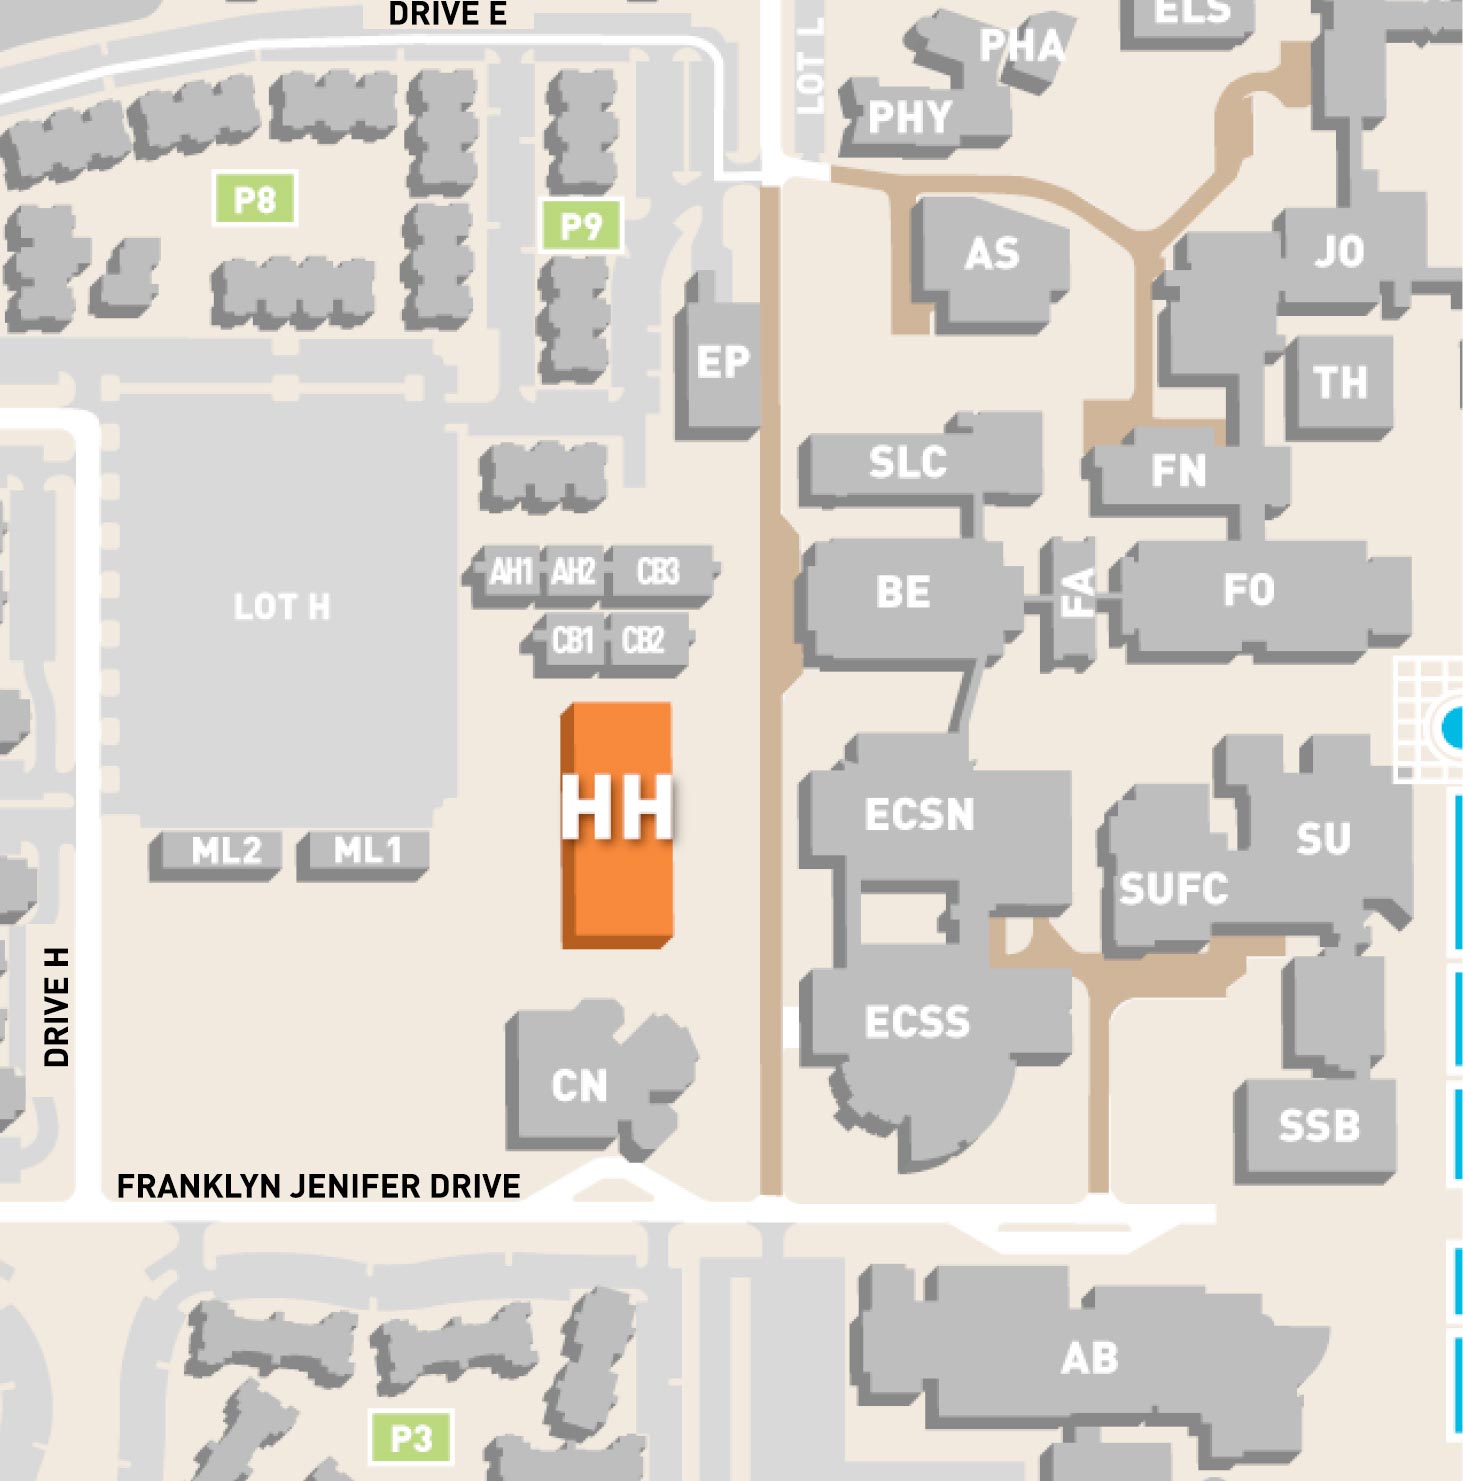 DRIVE E
LOT L
PHA
ELS
PHY
P8
P9
AS
JO
EP
TH
SLC
FN
AH1
AH2
CB3
BE
FA
FO
LOT H
CB1
CB2
HH
ECSN
SU
ML2
ML1
SUFC
DRIVE H
ECSS
CN
SSB
FRANKLYN JENIFER DRIVE
AB
P3